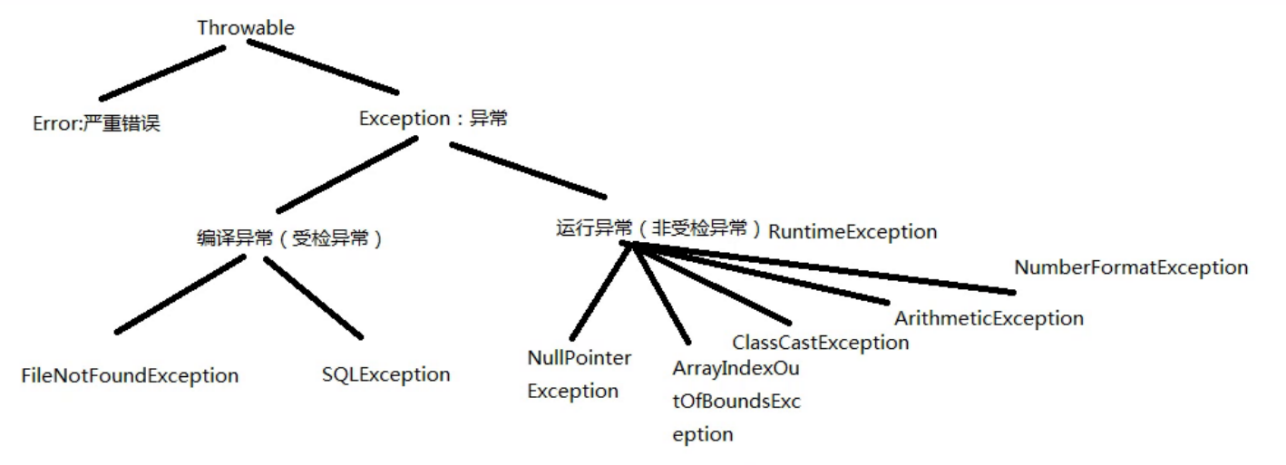 Throwable
Error:严重错误
Exception：异常
编译异常（受检异常）
运行异常（非受检异常）RuntimeException
NumberFormatException
ArithmeticException
ClassCastException
FileNotFoundException
SQLException
NullPointer
Exception
ArrayIndexOu
tOfBoundsExc
eption